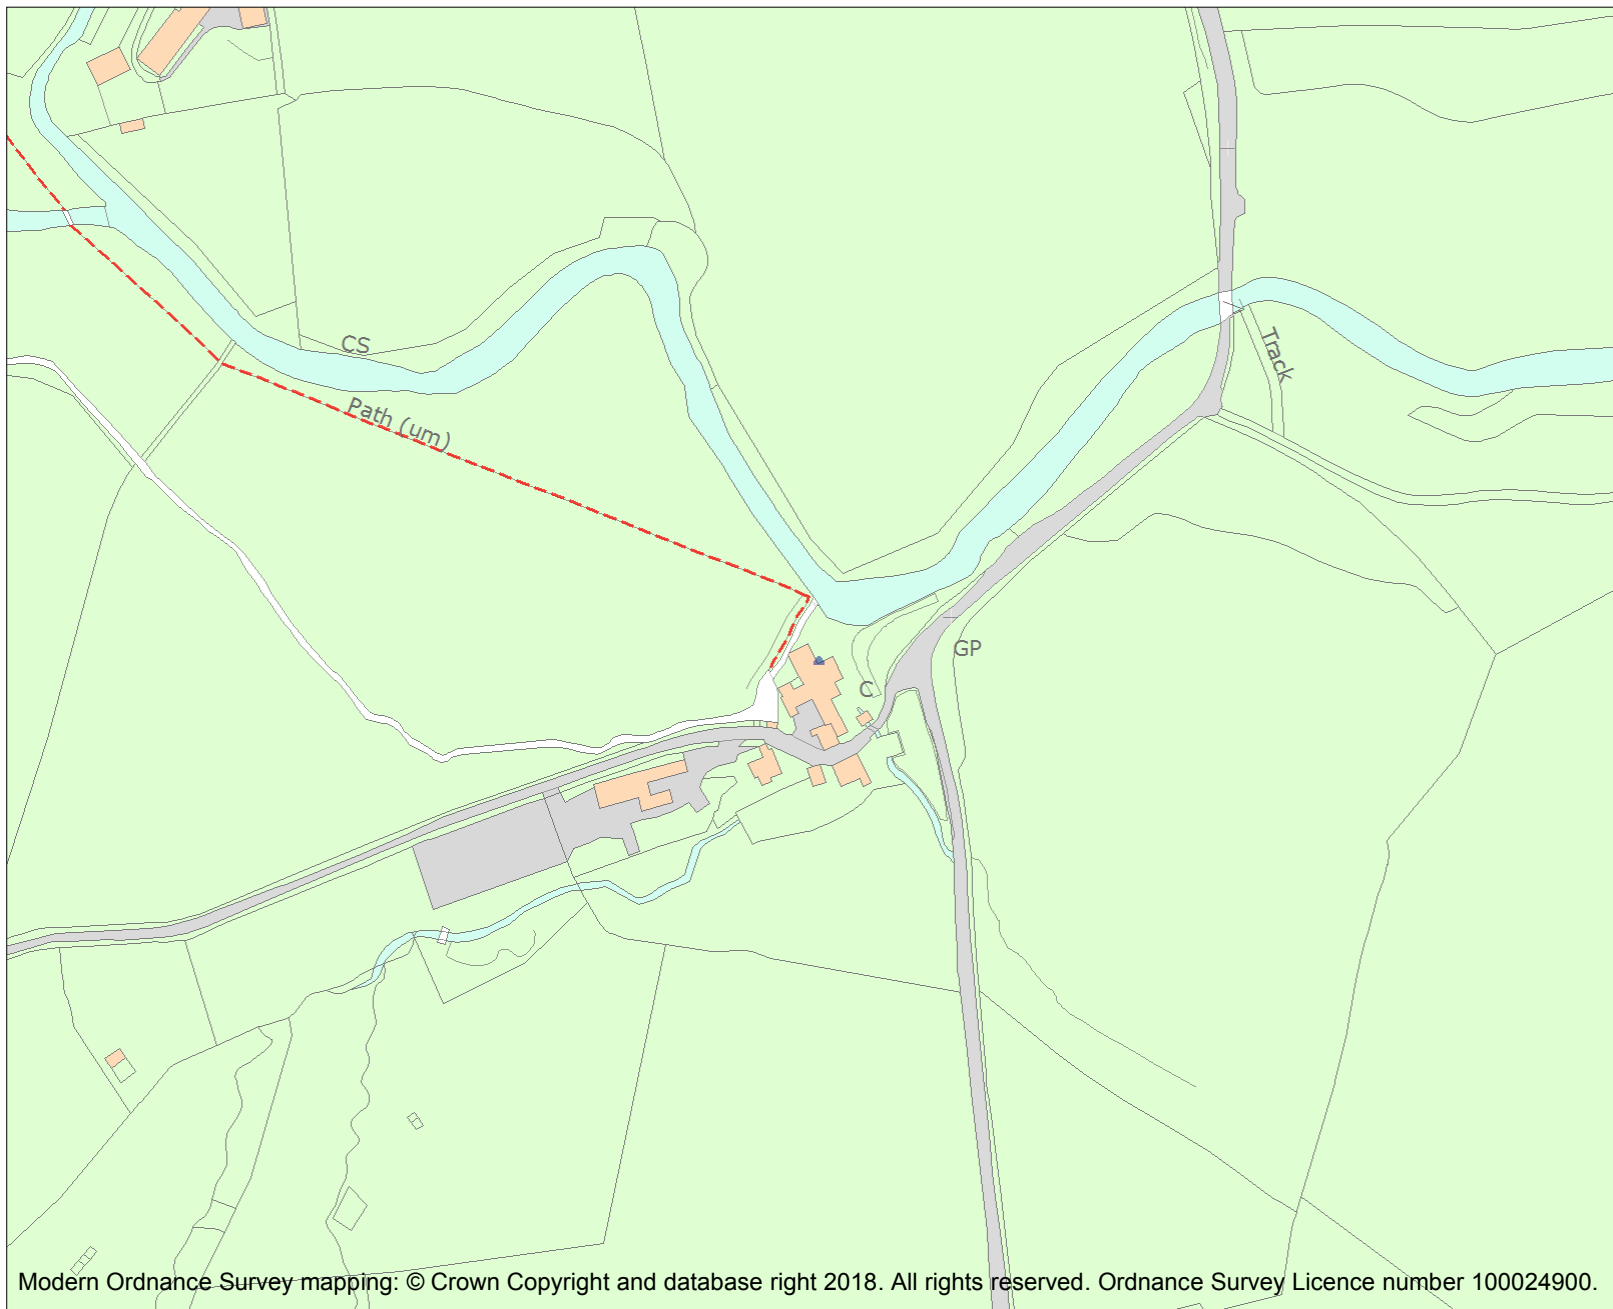 CS
Track
Path (um)
GP
C
Modern Ordnance Survey mapping: © Crown Copyright and database right 2018. All rights reserved. Ordnance Survey Licence number 100024900.